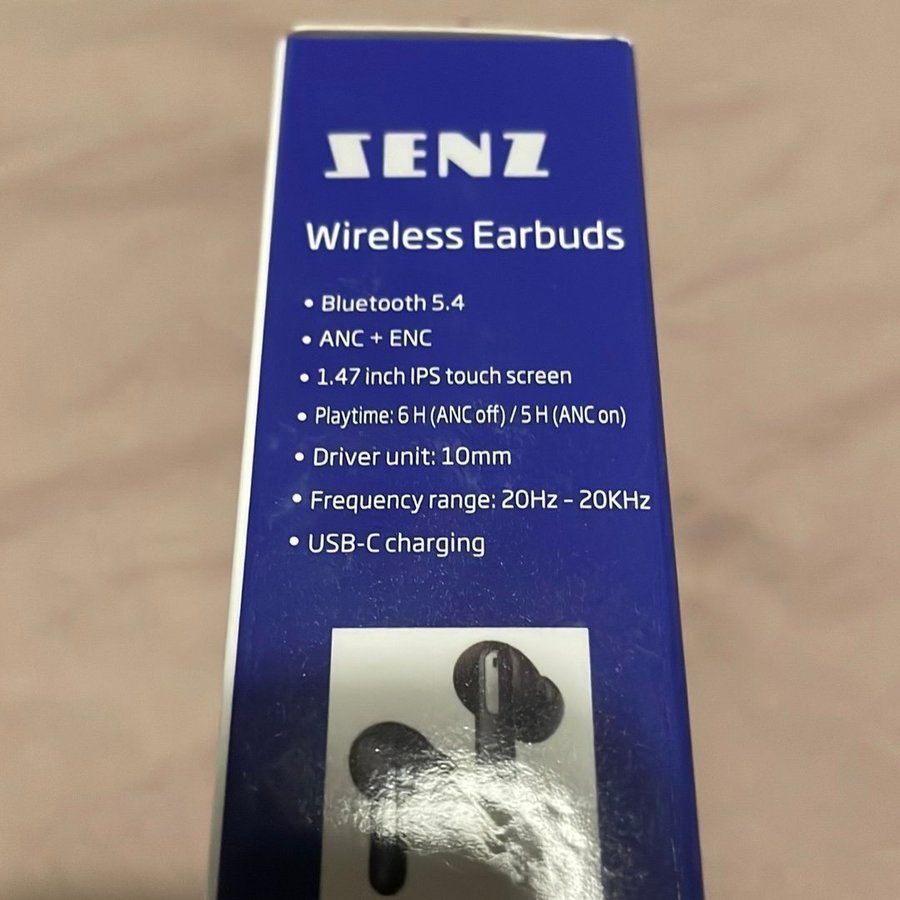 SENZ
Wireless Earbuds
• Bluetooth 5.4
• ANC + ENC
• 1.47 inch IPS touch screen
• Playtime: 6 H (ANC off) / 5 H (ANC on)
• Driver unit: 10mm
• Frequency range: 20Hz – 20KHz
• USB-C charging